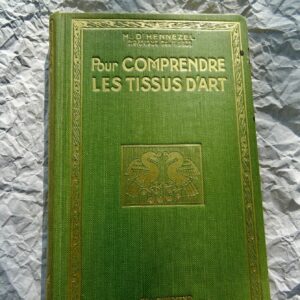 M. D'HENNEZEL
Pour COMPRENDRE
LES TISSUS D'ART